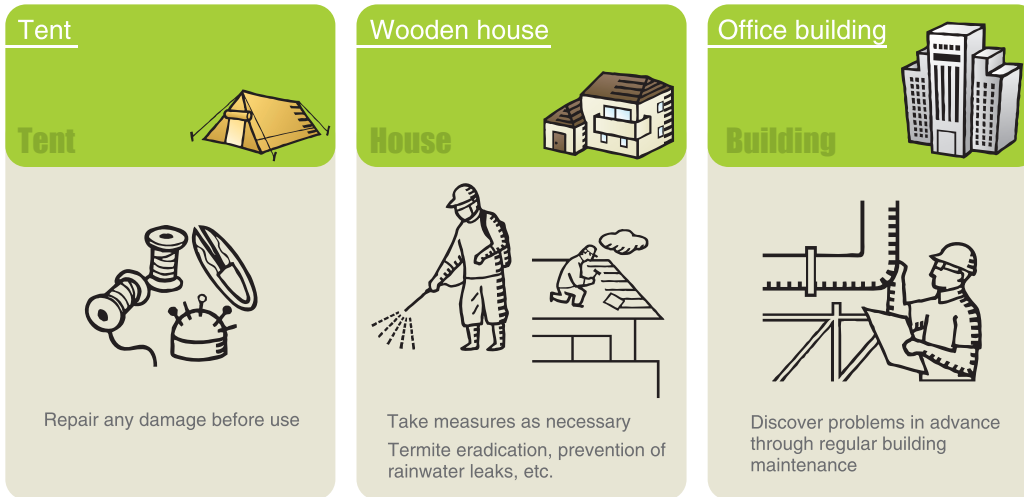 Tent
Tent
Repair any damage before use
Wooden house
House
Take measures as necessary
Termite eradication, prevention of
rainwater leaks, etc.
Office building
Building
Discover problems in advance
through regular building
maintenance